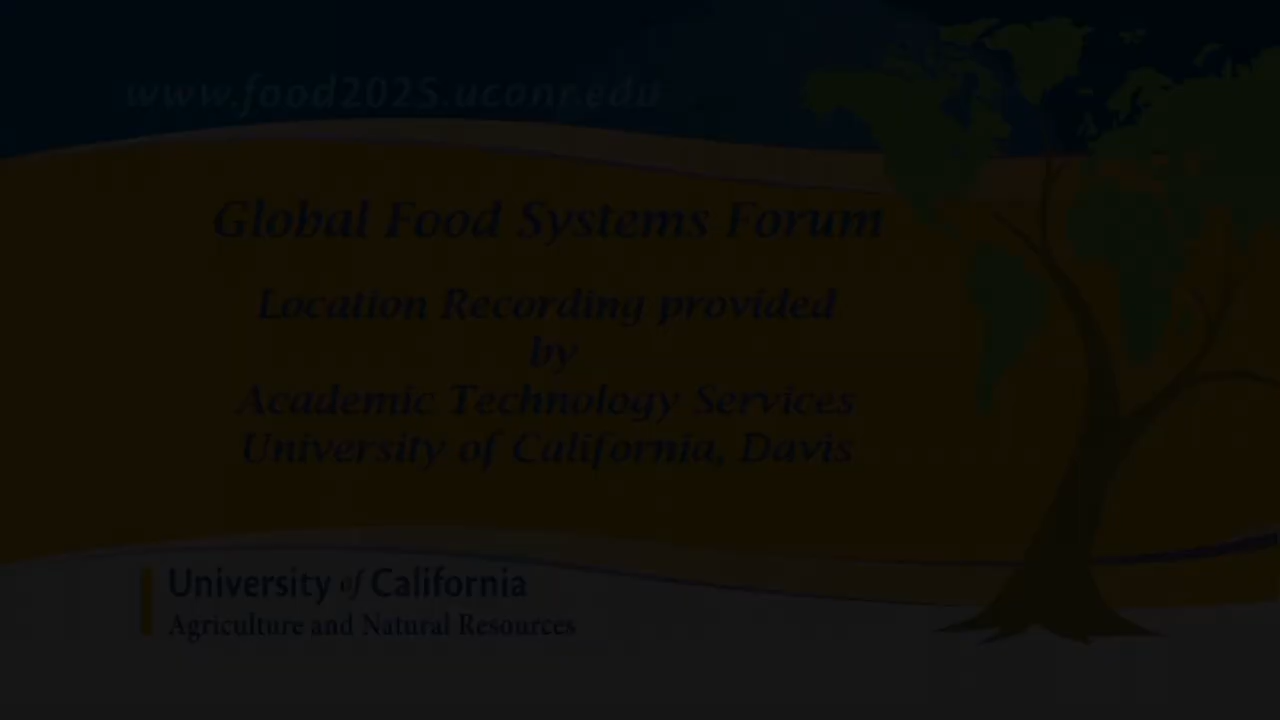 www.food2025.ucanr.edu
Global Food Systems Forum
Location Recording provided
by
Academic Technology Services
University of California, Davis
University of California
Agriculture and Natural Resources